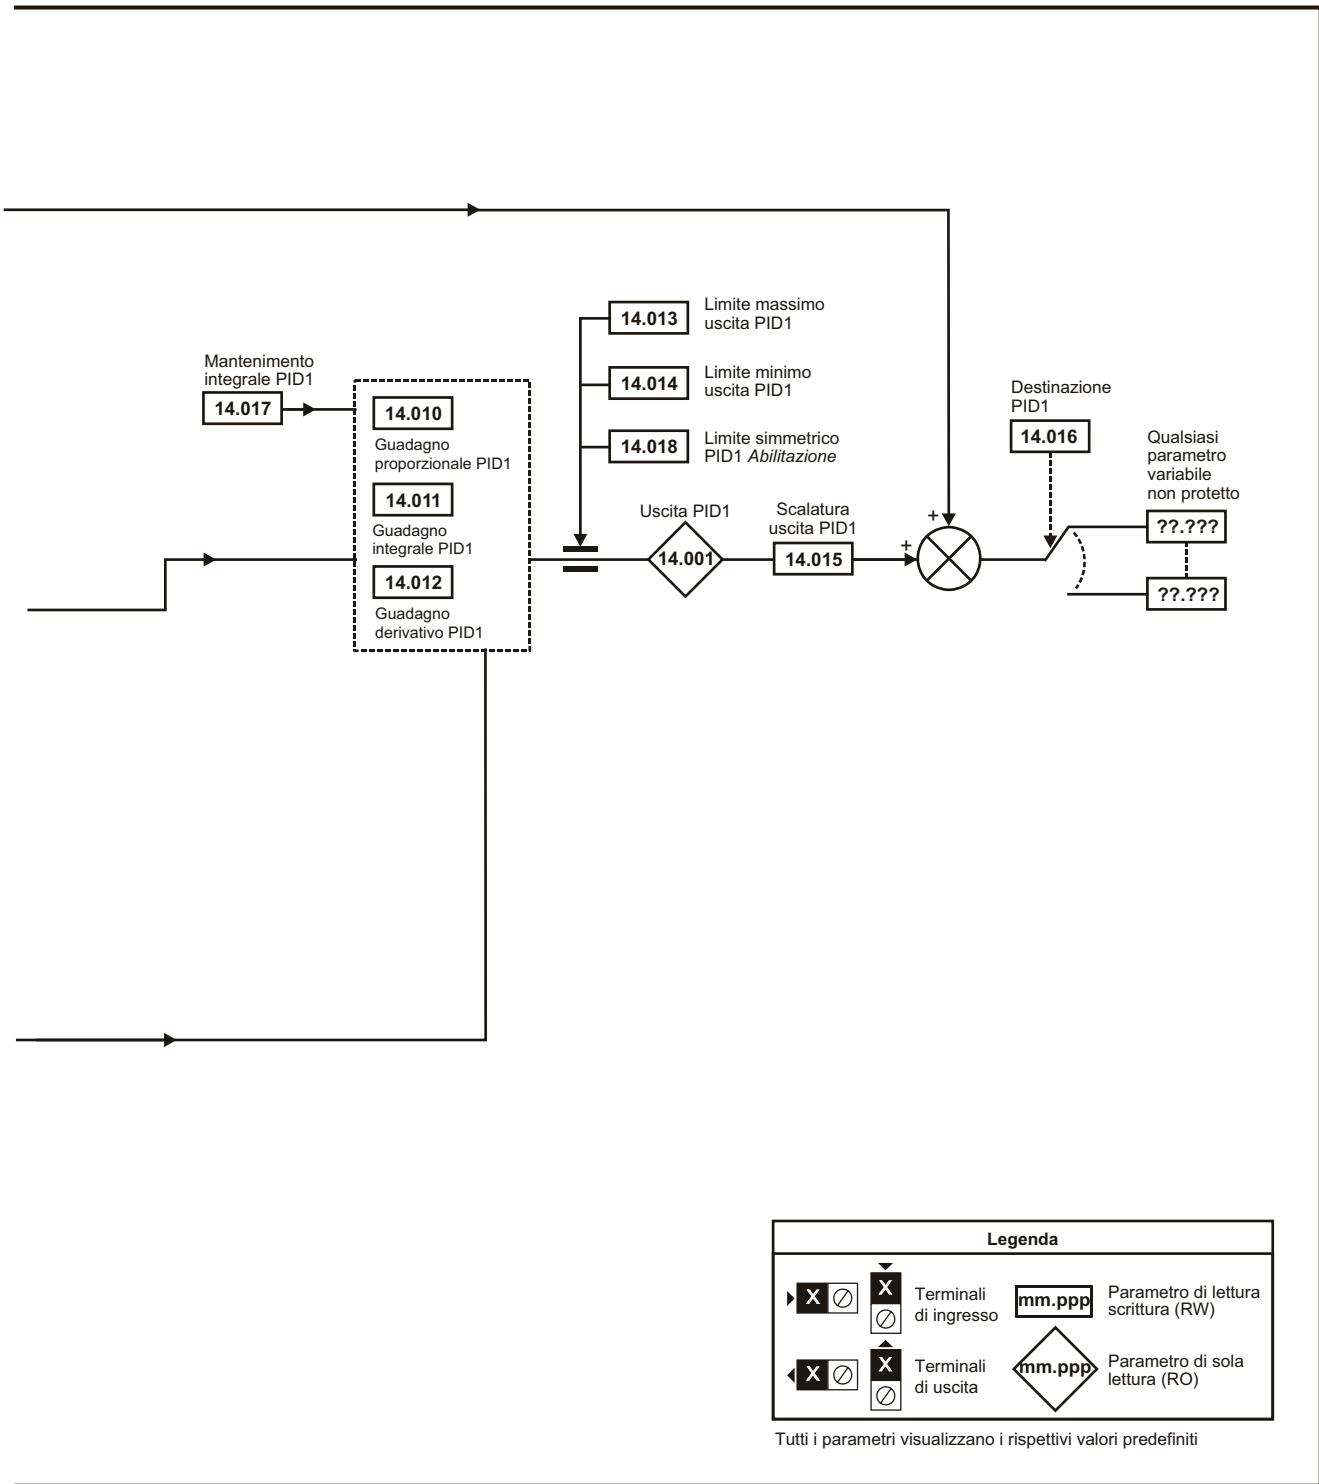 14.013
Limite massimo
uscita PID1
Mantenimento
integrale PID1
14.017
14.014
Limite minimo
uscita PID1
14.010
Guadagno
proporzionale PID1
14.018
Limite simmetrico
PID1 Abilitazione
Destinazione
PID1
14.016
Qualsiasi
parametro
variabile
non protetto
14.011
Guadagno
integrale PID1
Uscita PID1
14.001
Scalatura
uscita PID1
14.015
+
+
??.???
??.???
14.012
Guadagno
derivativo PID1
Legenda
X
X
Terminali
di ingresso
mm.ppp
Parametro di lettura
scrittura (RW)
X
X
Terminali
di uscita
mm.ppp
Parametro di sola
lettura (RO)
Tutti i parametri visualizzano i rispettivi valori predefiniti